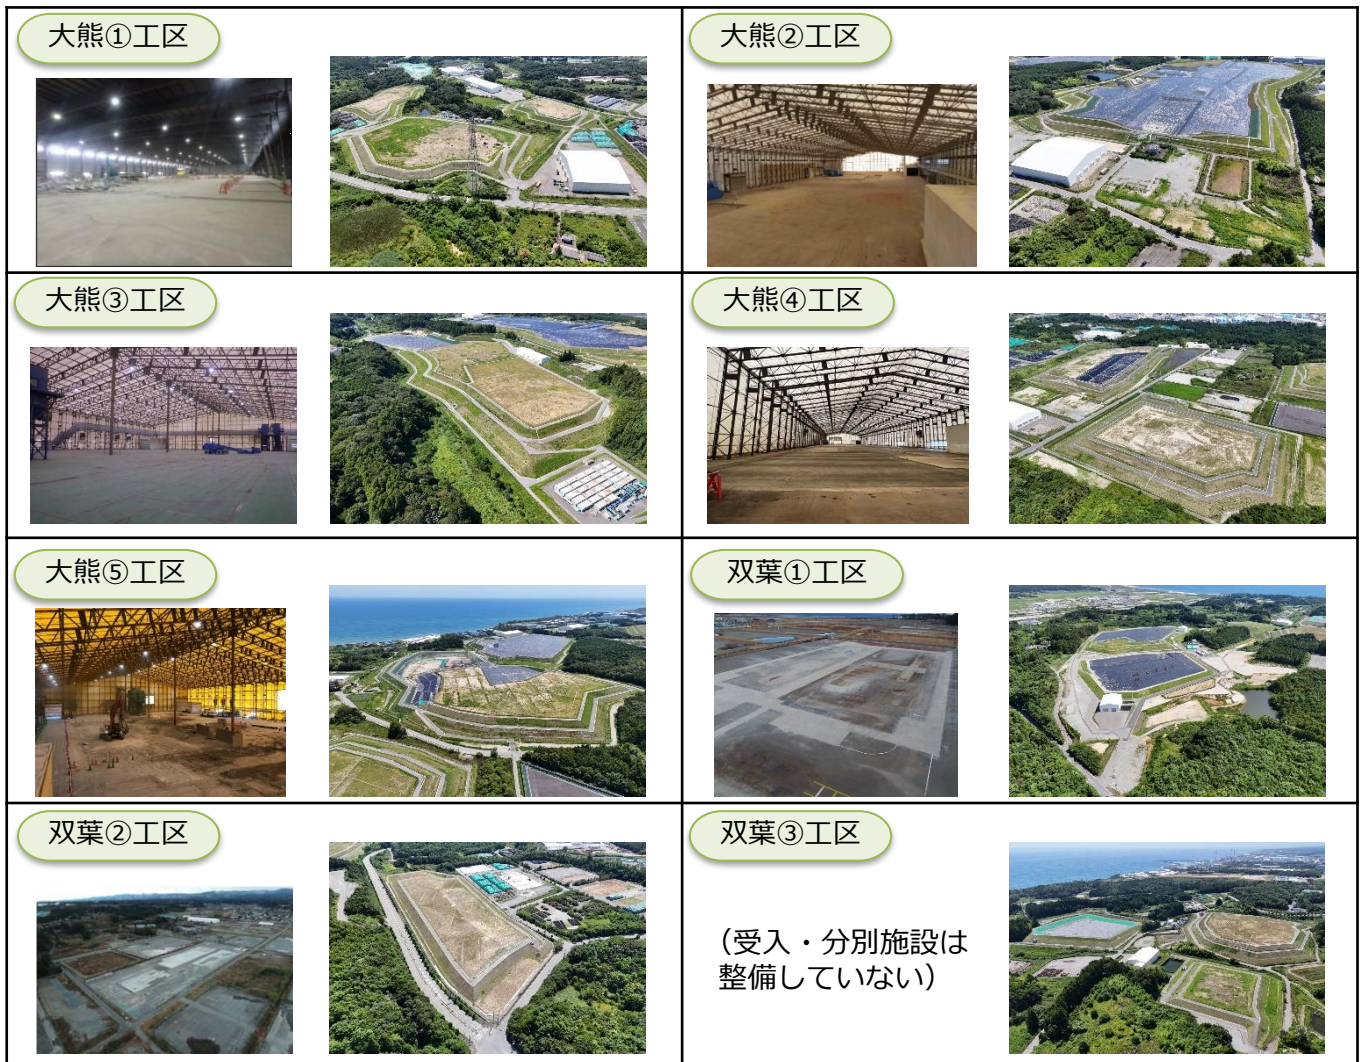 大熊①工区
大熊②工区
大熊③工区
大熊④工区
大熊⑤工区
双葉①工区
双葉②工区
双葉③工区
（受入・分別施設は
整備していない）